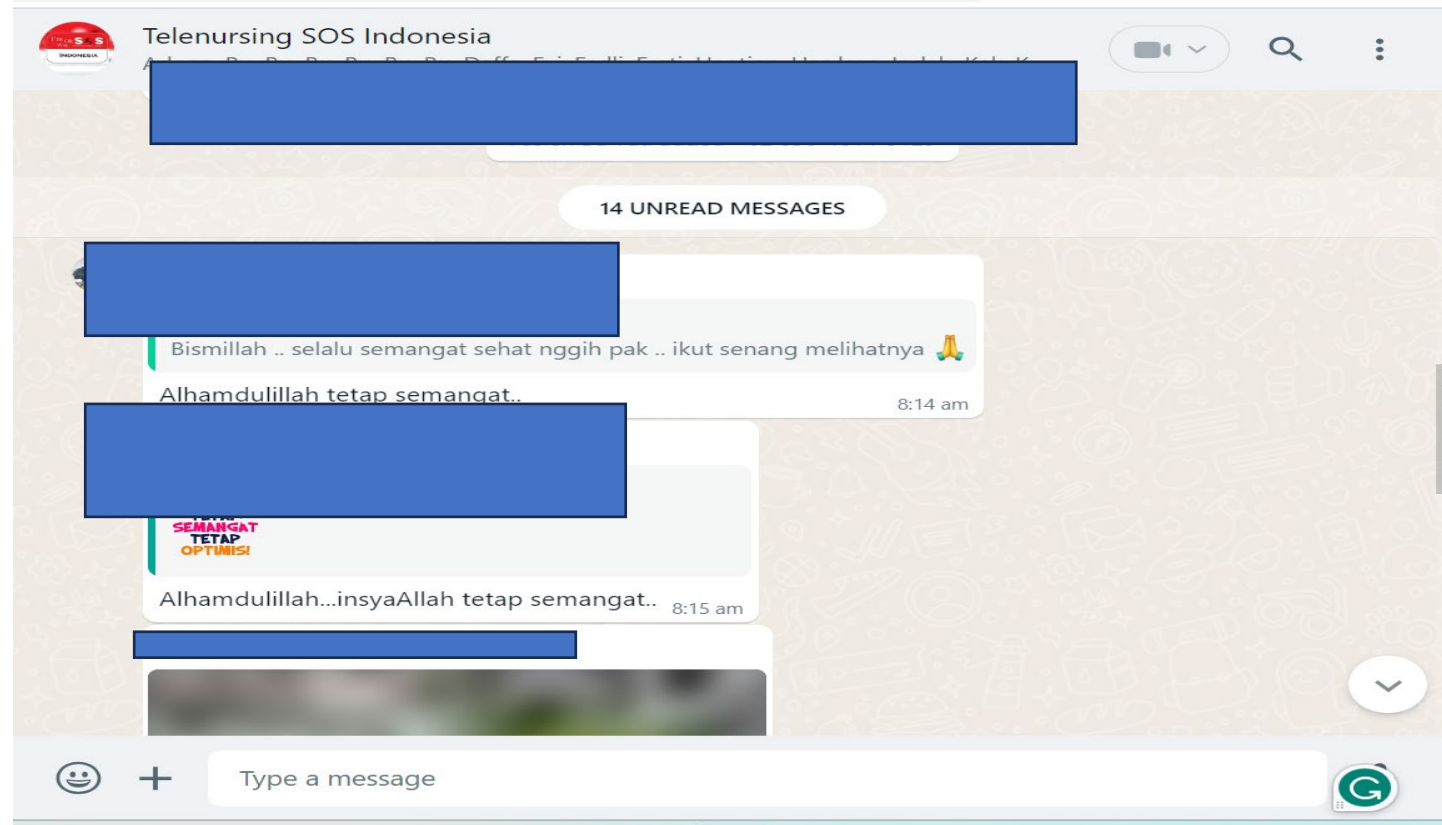 Telenursing SOS Indonesia
14 UNREAD MESSAGES
Bismillah .. selalu semangat sehat nggih pak .. ikut senang melihatnya 🙏
Alhamdulillah tetap semangat..
8:14 am
SEMANGAT
TETAP
OPTIMIS!
Alhamdulillah...insyaAllah tetap semangat..
8:15 am
Type a message